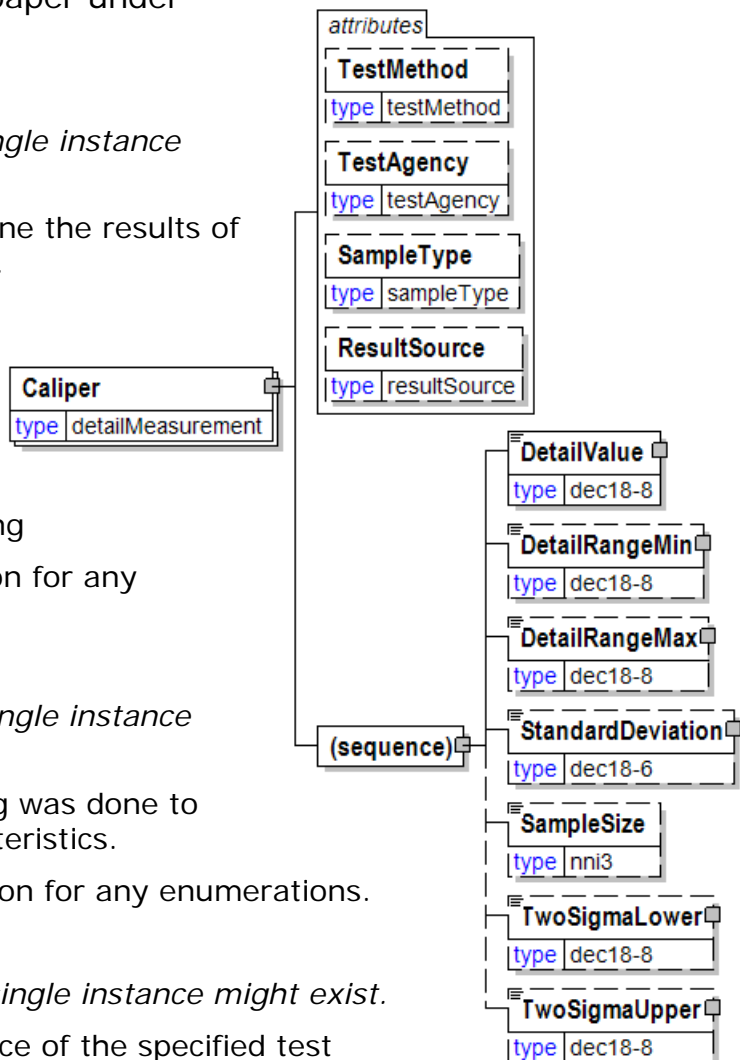 paper under
ngle instance
ne the results of
ng
on for any
ngle instance
g was done to
teristics.
on for any enumerations.
single instance might exist.
ce of the specified test
attributes
TestMethod
type testMethod
TestAgency
type testAgency
SampleType
type sampleType
ResultSource
type resultSource
Caliper
type detailMeasurement
(sequence)
DetailValue
type dec18-8
DetailRangeMin
type dec18-8
DetailRangeMax
type dec18-8
StandardDeviation
type dec18-6
SampleSize
type nni3
TwoSigmaLower
type dec18-8
TwoSigmaUpper
type dec18-8